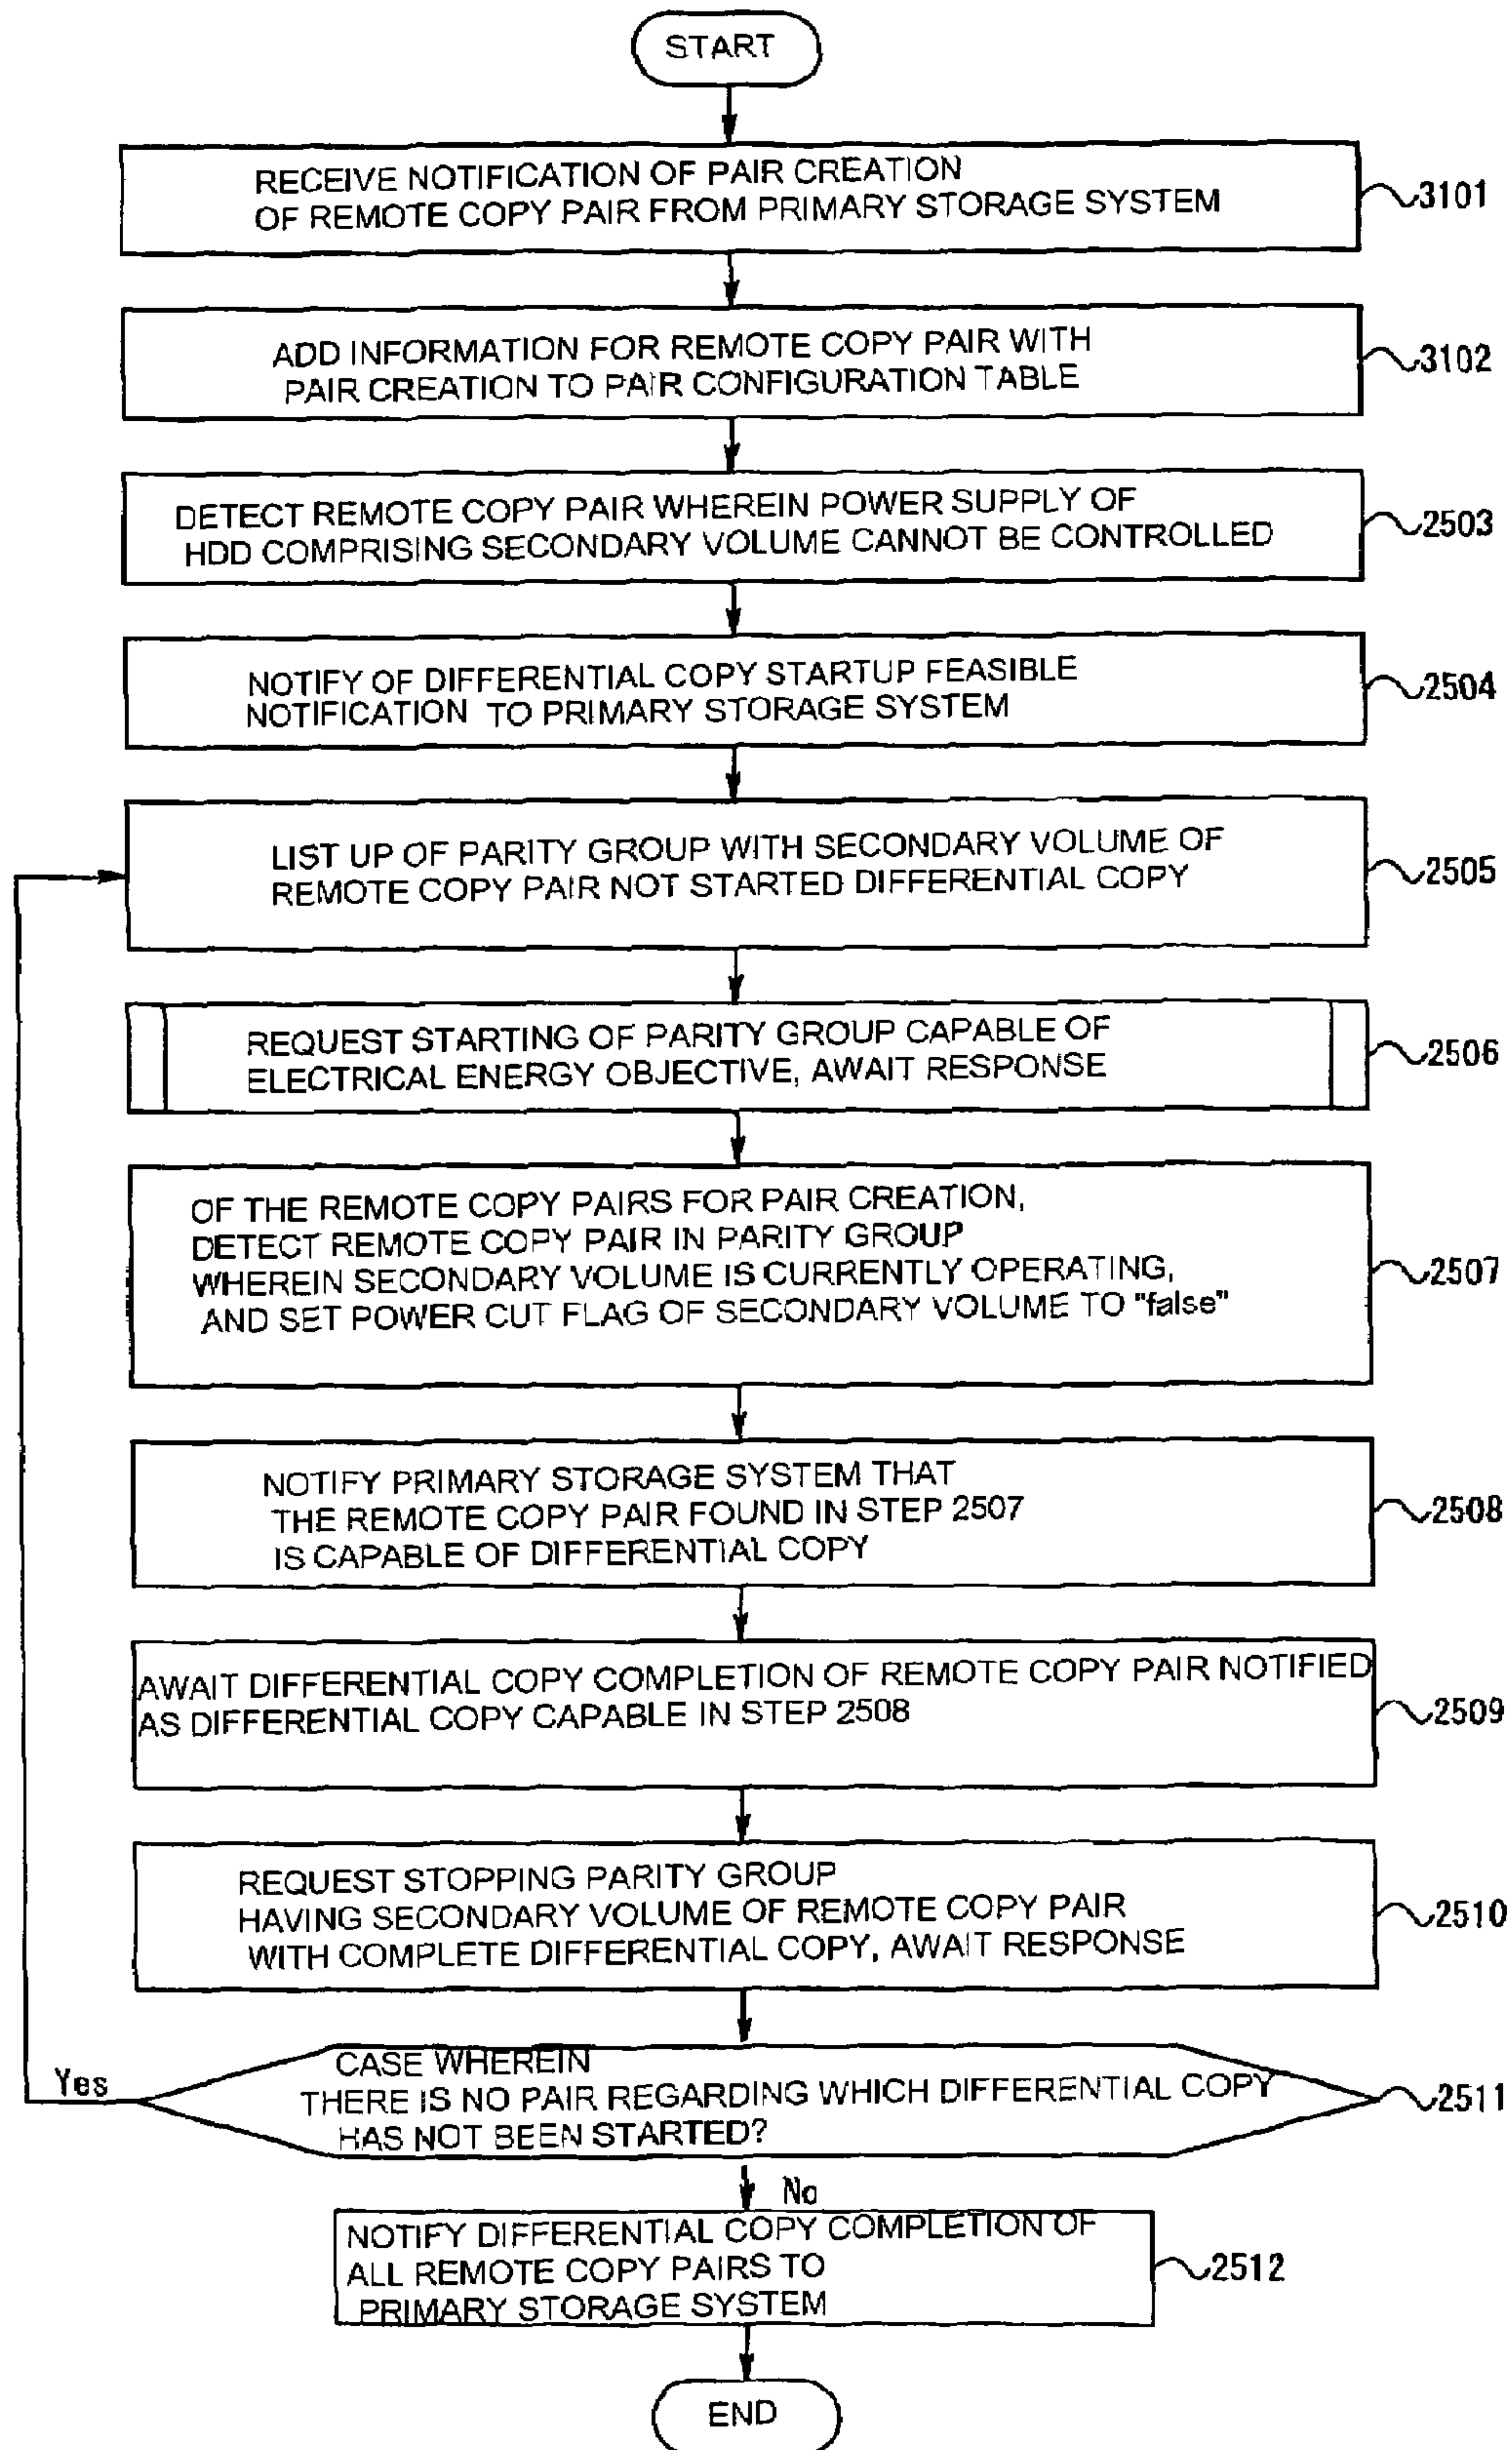 START
RECEIVE NOTIFICATION OF PAIR CREATION
OF REMOTE COPY PAIR FROM PRIMARY STORAGE SYSTEM
3101
ADD INFORMATION FOR REMOTE COPY PAIR WITH
PAIR CREATION TO PAIR CONFIGURATION TABLE
3102
DETECT REMOTE COPY PAIR WHEREIN POWER SUPPLY OF
HDD COMPRISING SECONDARY VOLUME CANNOT BE CONTROLLED
2503
NOTIFY OF DIFFERENTIAL COPY STARTUP FEASIBLE
NOTIFICATION TO PRIMARY STORAGE SYSTEM
2504
LIST UP OF PARITY GROUP WITH SECONDARY VOLUME OF
REMOTE COPY PAIR NOT STARTED DIFFERENTIAL COPY
2505
REQUEST STARTING OF PARITY GROUP CAPABLE OF
ELECTRICAL ENERGY OBJECTIVE, AWAIT RESPONSE
2506
OF THE REMOTE COPY PAIRS FOR PAIR CREATION,
DETECT REMOTE COPY PAIR IN PARITY GROUP
WHEREIN SECONDARY VOLUME IS CURRENTLY OPERATING,
AND SET POWER CUT FLAG OF SECONDARY VOLUME TO "false"
2507
NOTIFY PRIMARY STORAGE SYSTEM THAT
THE REMOTE COPY PAIR FOUND IN STEP 2507
IS CAPABLE OF DIFFERENTIAL COPY
2508
AWAIT DIFFERENTIAL COPY COMPLETION OF REMOTE COPY PAIR NOTIFIED
AS DIFFERENTIAL COPY CAPABLE IN STEP 2508
2509
REQUEST STOPPING PARITY GROUP
HAVING SECONDARY VOLUME OF REMOTE COPY PAIR
WITH COMPLETE DIFFERENTIAL COPY, AWAIT RESPONSE
2510
Yes
CASE WHEREIN
THERE IS NO PAIR REGARDING WHICH DIFFERENTIAL COPY
HAS NOT BEEN STARTED?
2511
No
NOTIFY DIFFERENTIAL COPY COMPLETION OF
ALL REMOTE COPY PAIRS TO
PRIMARY STORAGE SYSTEM
2512
END